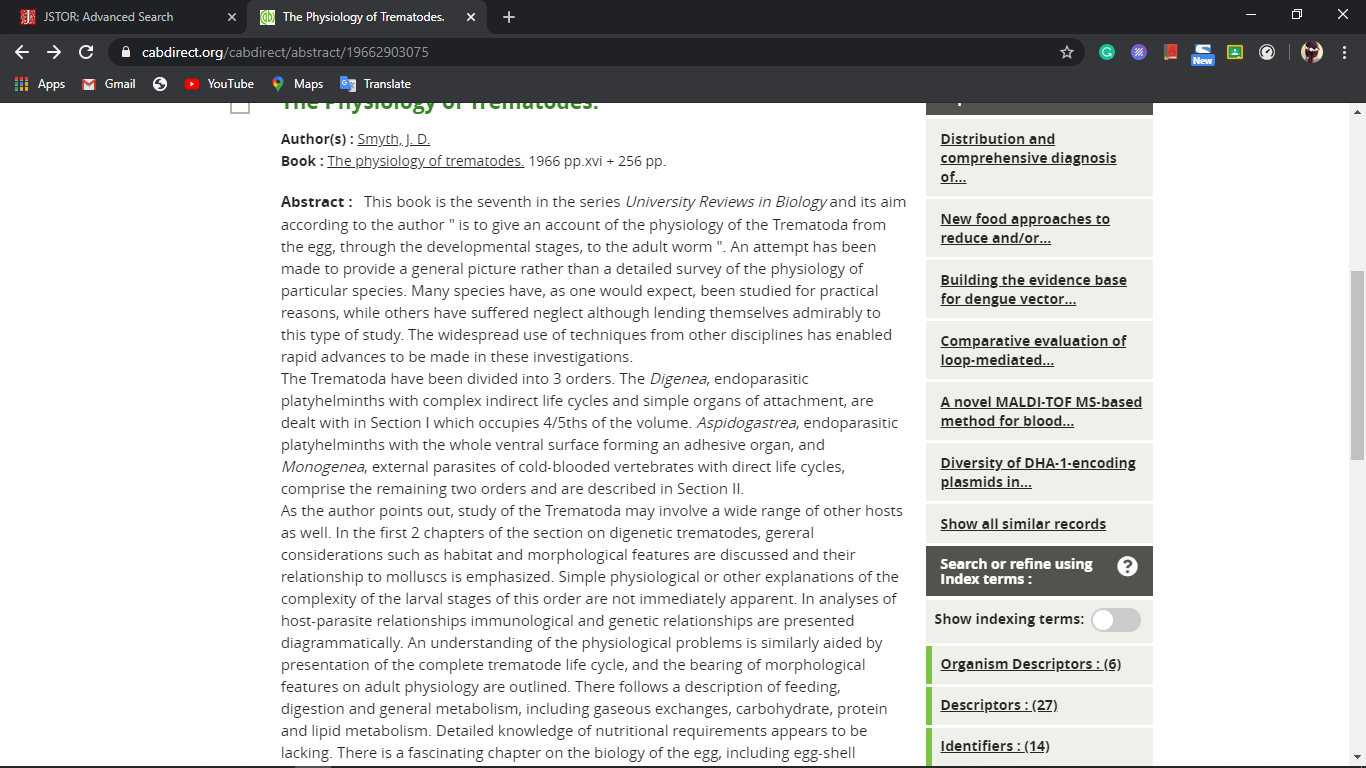 JSTOR: Advanced Search
The Physiology of Trematodes.
cabdirect.org/cabdirect/abstract/19662903075
New
Apps
Gmail
YouTube
Maps
Translate
The Physiology of Trematodes.
Author(s) : Smyth, J. D.
Book : The physiology of trematodes. 1966 pp.xvi + 256 pp.
Abstract : This book is the seventh in the series University Reviews in Biology and its aim
according to the author " is to give an account of the physiology of the Trematoda from
the egg, through the developmental stages, to the adult worm ". An attempt has been
made to provide a general picture rather than a detailed survey of the physiology of
particular species. Many species have, as one would expect, been studied for practical
reasons, while others have suffered neglect although lending themselves admirably to
this type of study. The widespread use of techniques from other disciplines has enabled
rapid advances to be made in these investigations.
The Trematoda have been divided into 3 orders. The Digenea, endoparasitic
platyhelminths with complex indirect life cycles and simple organs of attachment, are
dealt with in Section I which occupies 4/5ths of the volume. Aspidogastrea, endoparasitic
platyhelminths with the whole ventral surface forming an adhesive organ, and
Monogenea, external parasites of cold-blooded vertebrates with direct life cycles,
comprise the remaining two orders and are described in Section II.
As the author points out, study of the Trematoda may involve a wide range of other hosts
as well. In the first 2 chapters of the section on digenetic trematodes, gereral
considerations such as habitat and morphological features are discussed and their
relationship to molluscs is emphasized. Simple physiological or other explanations of the
complexity of the larval stages of this order are not immediately apparent. In analyses of
host-parasite relationships immunological and genetic relationships are presented
diagrammatically. An understanding of the physiological problems is similarly aided by
presentation of the complete trematode life cycle, and the bearing of morphological
features on adult physiology are outlined. There follows a description of feeding,
digestion and general metabolism, including gaseous exchanges, carbohydrate, protein
and lipid metabolism. Detailed knowledge of nutritional requirements appears to be
lacking. There is a fascinating chapter on the biology of the egg, including egg-shell
Distribution and
comprehensive diagnosis
of...
New food approaches to
reduce and/or...
Building the evidence base
for dengue vector...
Comparative evaluation of
loop-mediated...
A novel MALDI-TOF MS-based
method for blood...
Diversity of DHA-1-encoding
plasmids in...
Show all similar records
Search or refine using
Index terms :
?
Show indexing terms:
Organism Descriptors : (6)
Descriptors : (27)
Identifiers : (14)